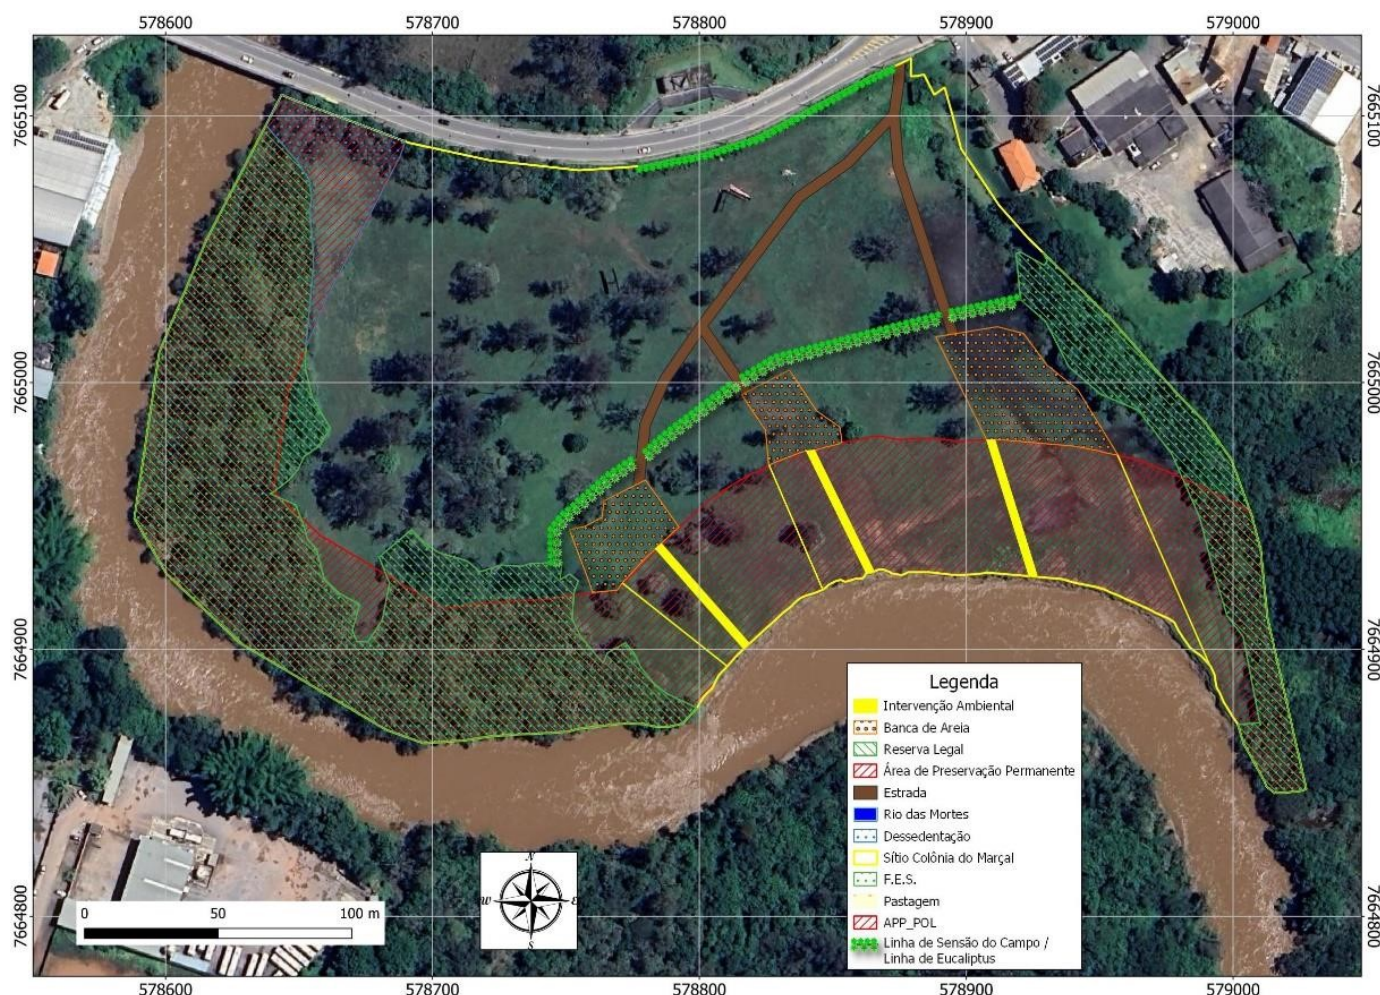 578600 578700 578800 578900 579000
7665100 7665100
7665000 7665000
7664900 7664900
Legenda
Intervenção Ambiental
Banca de Areia
Reserva Legal
Área de Preservação Permanente
Estrada
Rio das Mortes
Dessedentação
Sítio Colônia do Marçal
F.E.S.
Pastagem
APP_POL
Linha de Sensão do Campo /
Linha de Eucaliptus
N
W E
S
0 50 100 m
7664800 7664800
578600 578700 578800 578900 579000